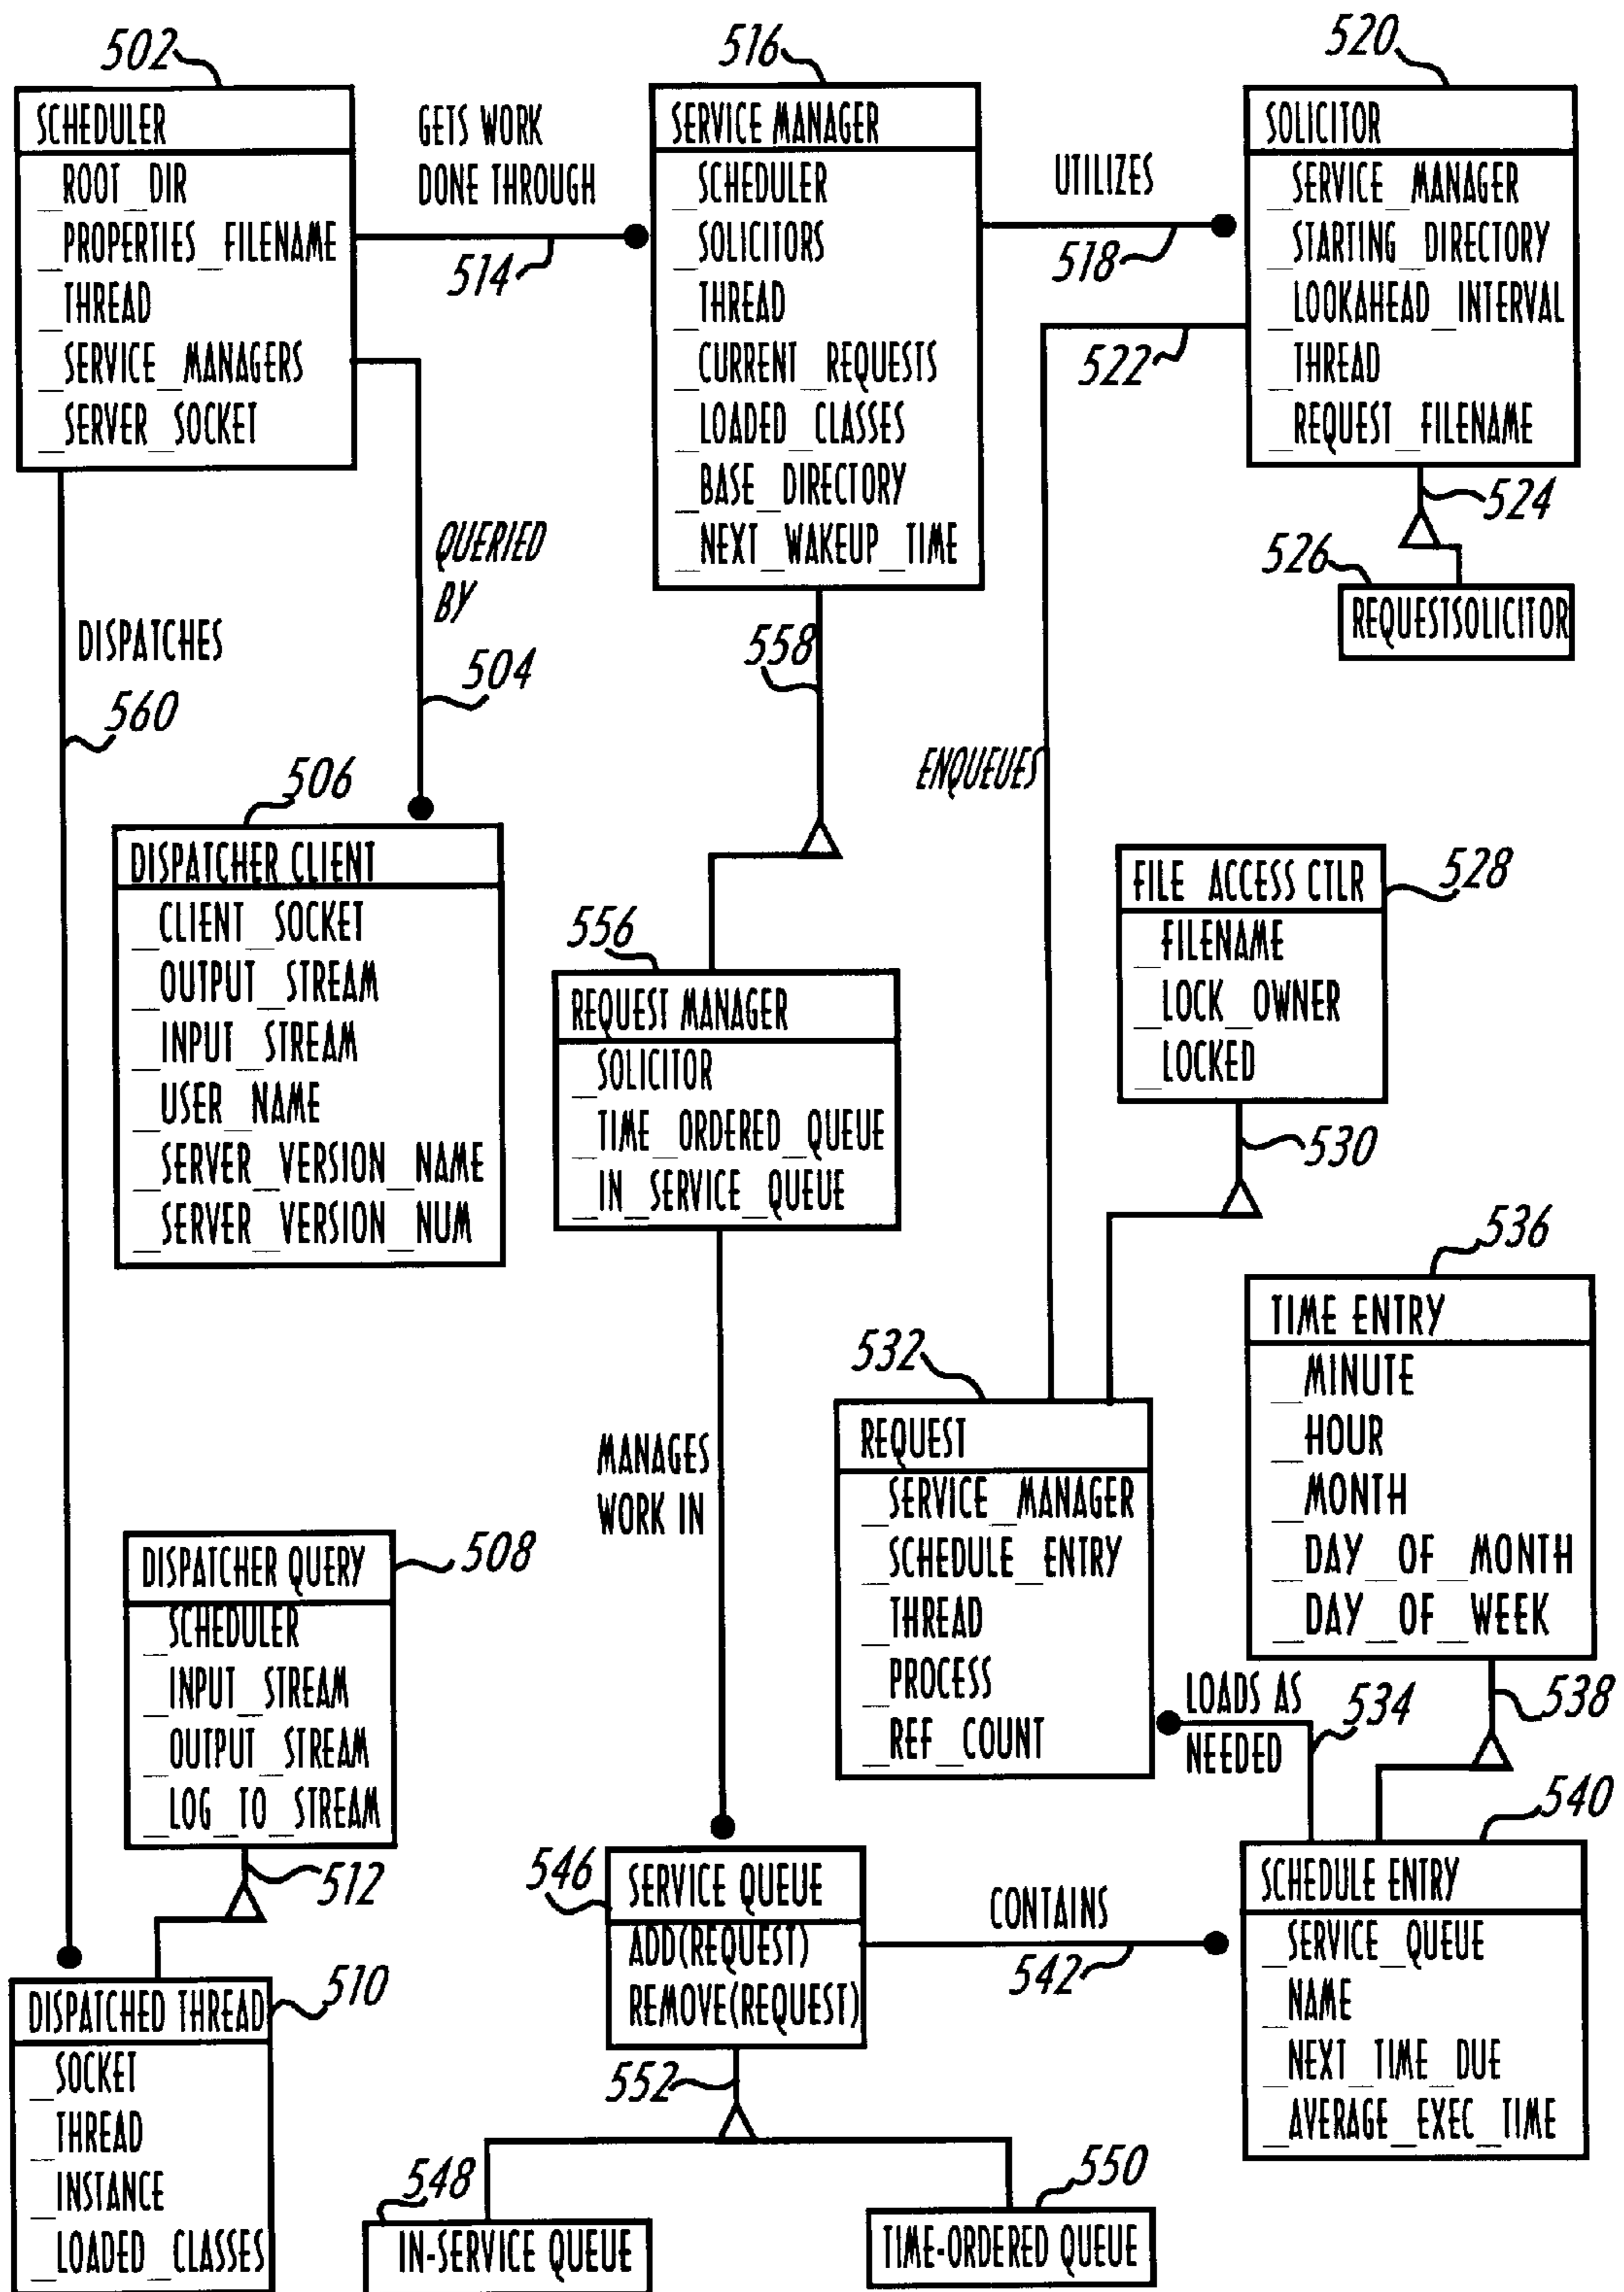 502
SCHEDULER
_ROOT_DIR
_PROPERTIES_FILENAME
_THREAD
_SERVICE_MANAGERS
_SERVER_SOCKET
GETS WORK
DONE THROUGH
514
516
SERVICE MANAGER
_SCHEDULER
_SOLICITORS
_THREAD
_CURRENT_REQUESTS
_LOADED_CLASSES
_BASE_DIRECTORY
_NEXT_WAKEUP_TIME
UTILIZES
518
520
SOLICITOR
_SERVICE_MANAGER
_STARTING_DIRECTORY
_LOOKAHEAD_INTERVAL
_THREAD
_REQUEST_FILENAME
522
524
526
REQUESTSOLICITOR
QUERIED
BY
504
DISPATCHES
560
558
ENQUEUES
506
DISPATCHER CLIENT
_CLIENT_SOCKET
_OUTPUT_STREAM
_INPUT_STREAM
_USER_NAME
_SERVER_VERSION_NAME
_SERVER_VERSION_NUM
556
REQUEST MANAGER
_SOLICITOR
_TIME_ORDERED_QUEUE
_IN_SERVICE_QUEUE
FILE ACCESS CTLR
528
_FILENAME
_LOCK_OWNER
_LOCKED
530
536
TIME ENTRY
_MINUTE
_HOUR
_MONTH
_DAY_OF_MONTH
_DAY_OF_WEEK
532
REQUEST
_SERVICE_MANAGER
_SCHEDULE_ENTRY
_THREAD
_PROCESS
_REF_COUNT
MANAGES
WORK IN
LOADS AS
NEEDED
534
538
DISPATCHER QUERY
508
_SCHEDULER
_INPUT_STREAM
_OUTPUT_STREAM
_LOG_TO_STREAM
512
546
SERVICE QUEUE
ADD(REQUEST)
REMOVE(REQUEST)
CONTAINS
542
540
SCHEDULE ENTRY
_SERVICE_QUEUE
_NAME
_NEXT_TIME_DUE
_AVERAGE_EXEC_TIME
DISPATCHED THREAD
510
_SOCKET
_THREAD
_INSTANCE
_LOADED_CLASSES
552
548
IN-SERVICE QUEUE
550
TIME-ORDERED QUEUE